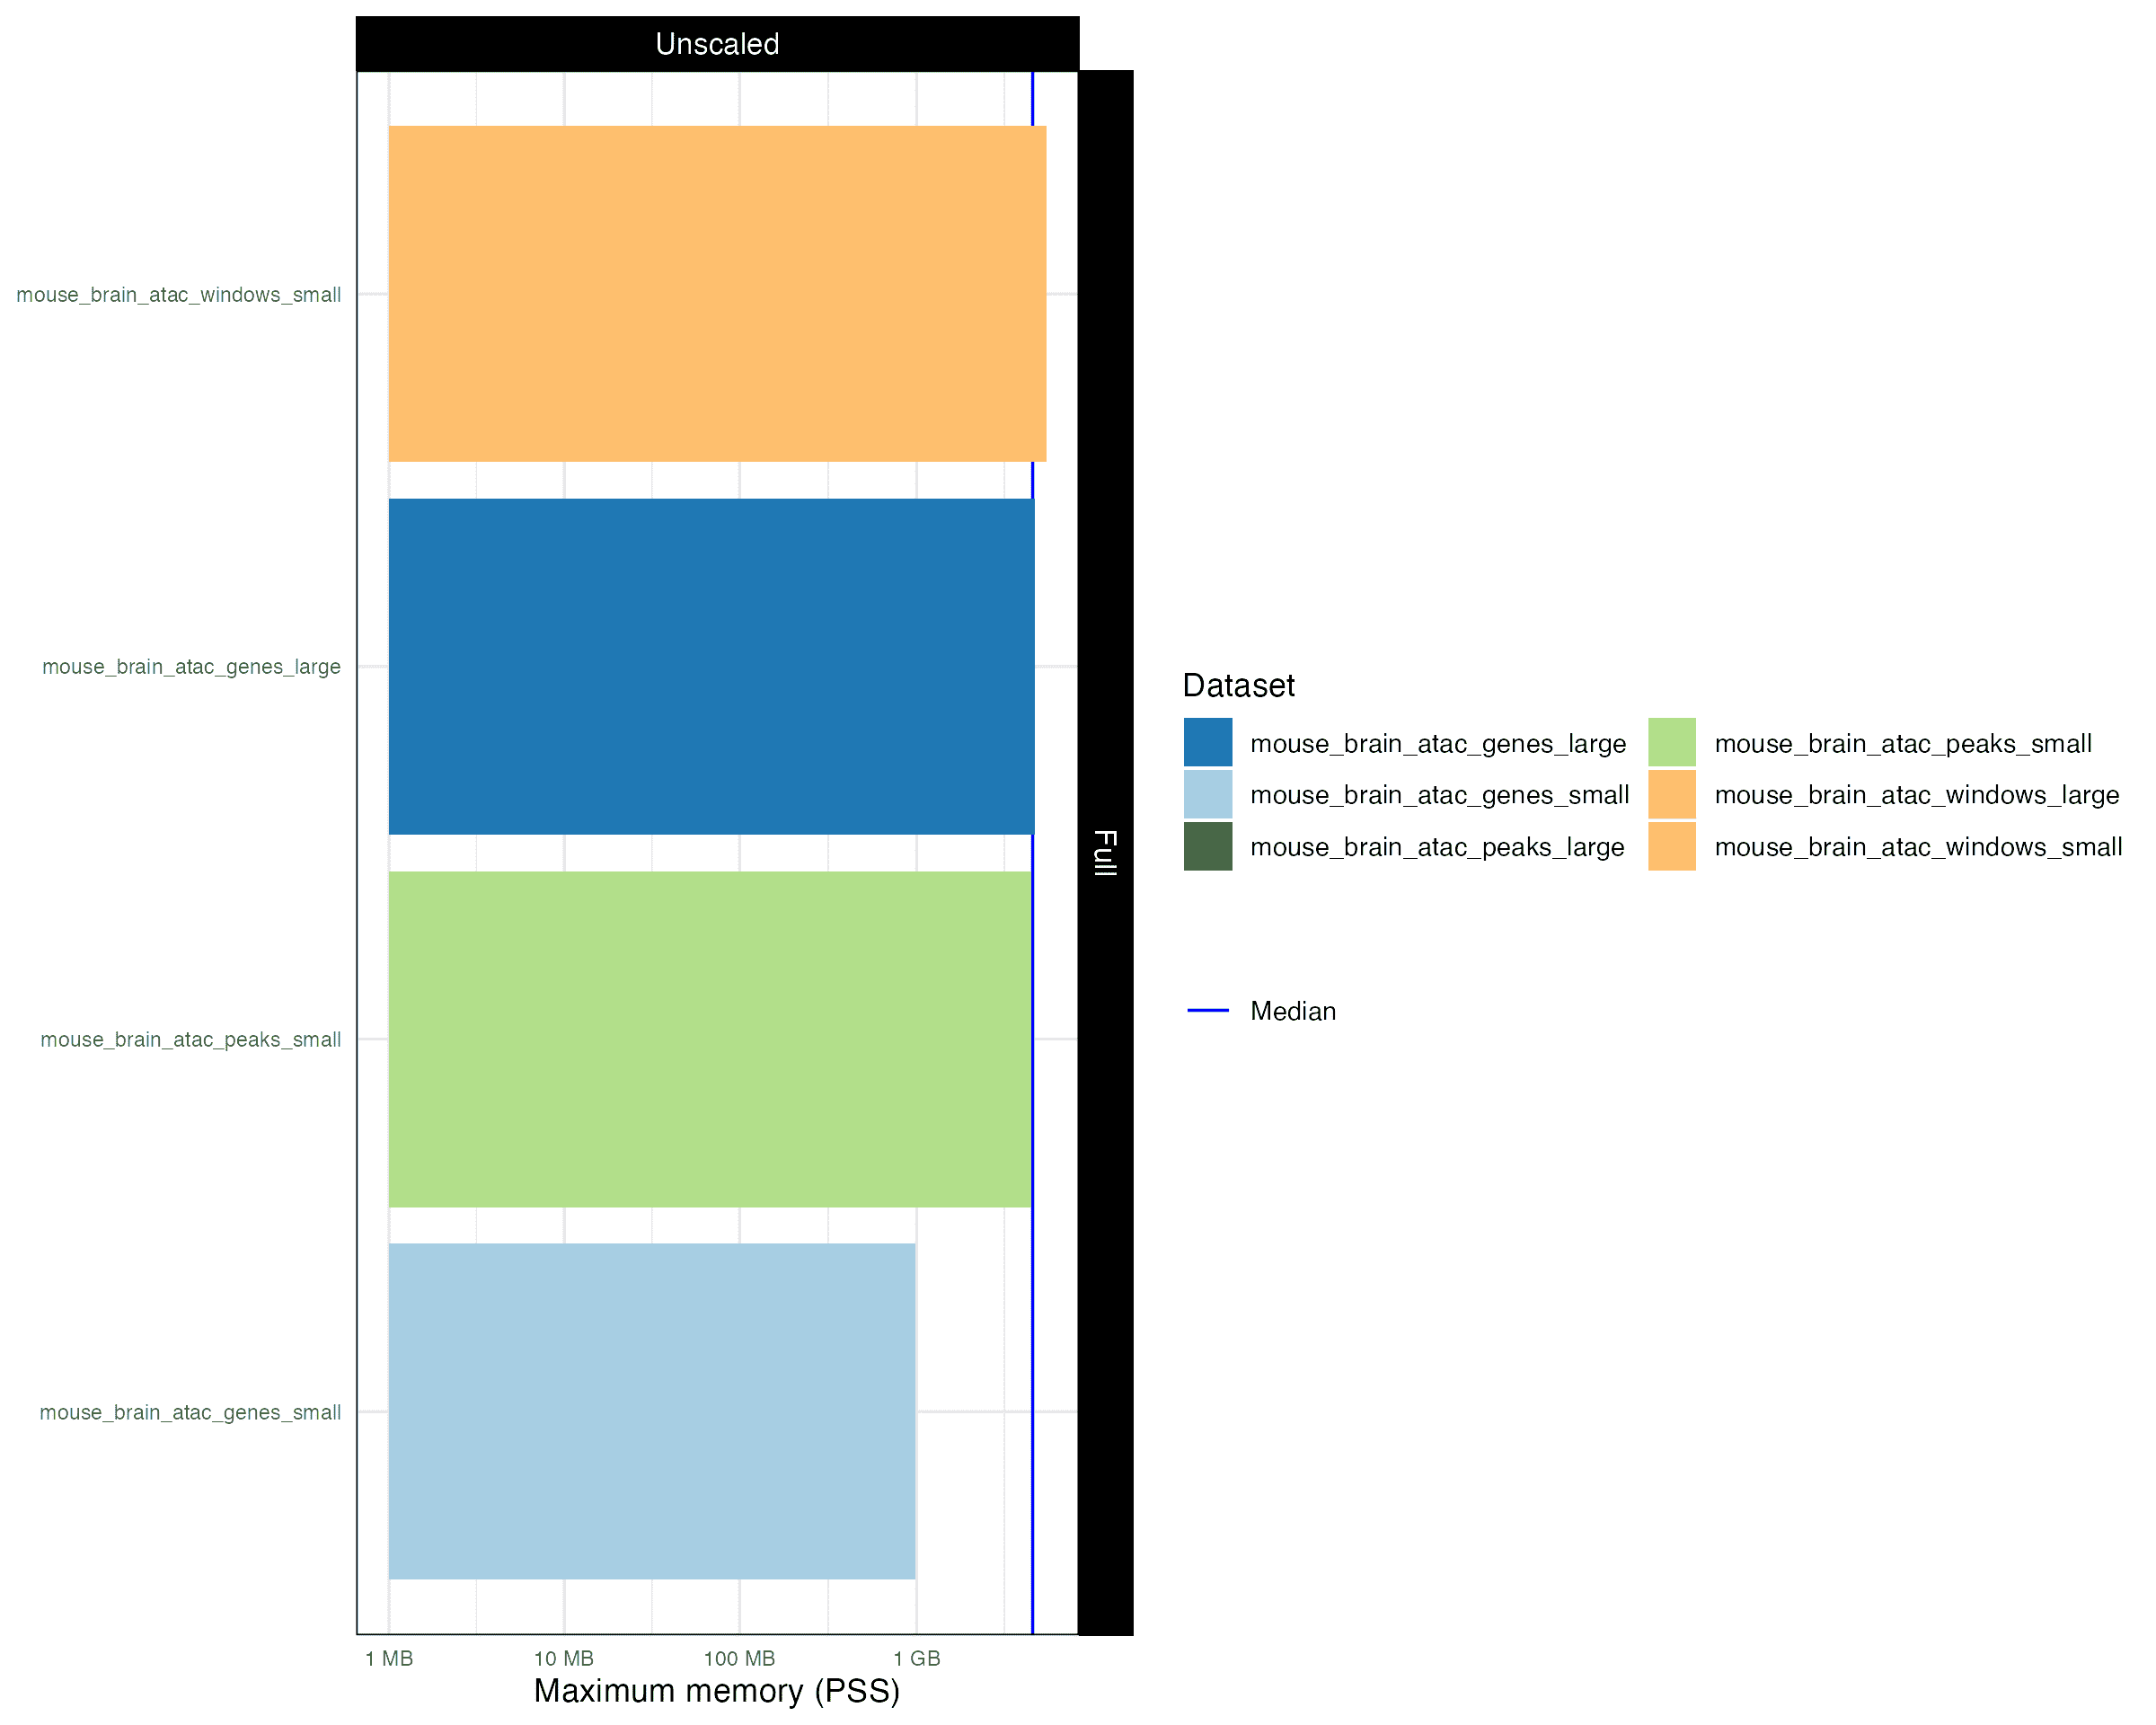 Unscaled
mouse_brain_atac_windows_small
mouse_brain_atac_genes_large
mouse_brain_atac_peaks_small
mouse_brain_atac_genes_small
1 MB
10 MB
100 MB
1 GB
Maximum memory (PSS)
Full
Dataset
mouse_brain_atac_genes_large
mouse_brain_atac_genes_small
mouse_brain_atac_peaks_large
mouse_brain_atac_peaks_small
mouse_brain_atac_windows_large
mouse_brain_atac_windows_small
Median